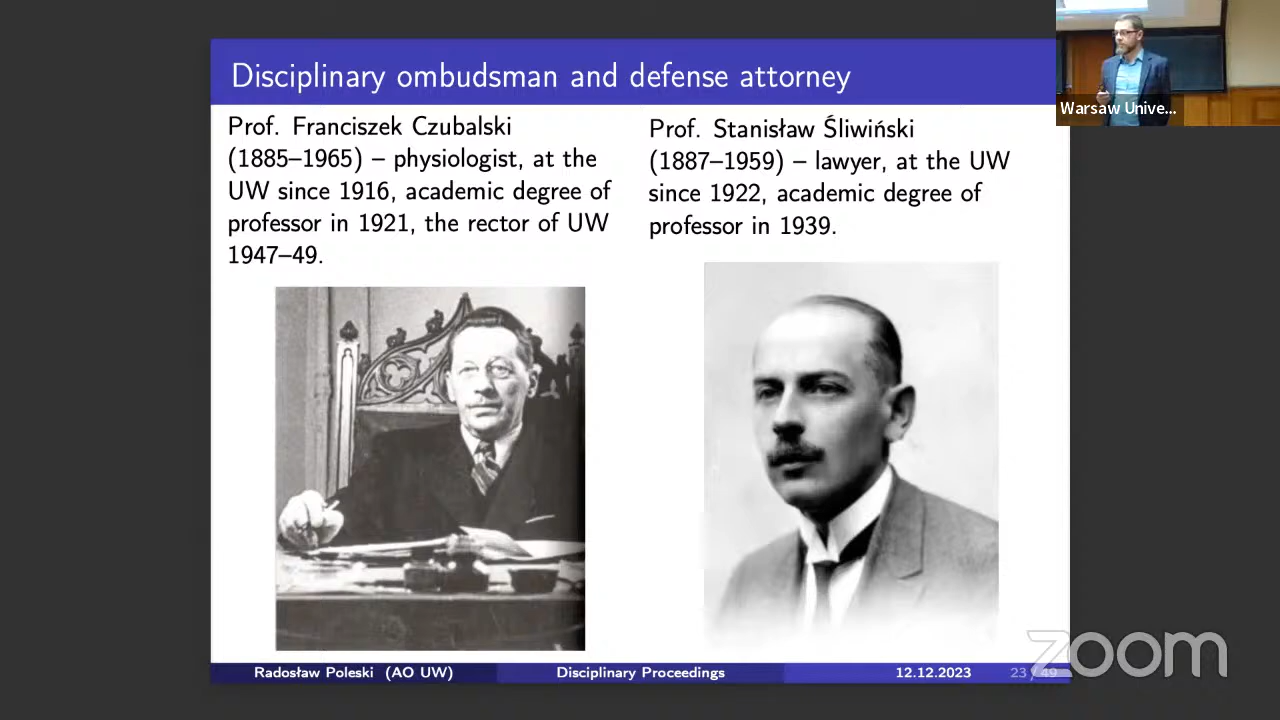 Disciplinary ombudsman and defense attorney
Prof. Franciszek Czubalski
(1885–1965) – physiologist, at the
UW since 1916, academic degree of
professor in 1921, the rector of UW
1947–49.
Prof. Stanisław Śliwiński
(1887–1959) – lawyer, at the UW
since 1922, academic degree of
professor in 1939.
Warsaw Unive...
Radosław Poleski (AO UW)
Disciplinary Proceedings
12.12.2023
23 / 49
zoom